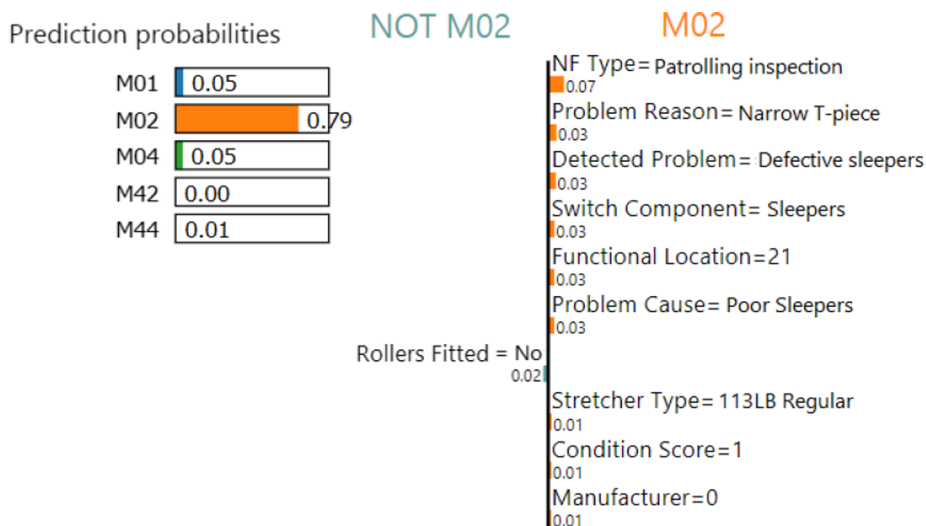 Prediction probabilities
M01 0.05
M02 0.79
M04 0.05
M42 0.00
M44 0.01
NOT M02 M02
NF Type= Patrolling inspection
0.07
Problem Reason= Narrow T-piece
0.03
Detected Problem= Defective sleepers
0.03
Switch Component= Sleepers
0.03
Functional Location=21
0.03
Problem Cause= Poor Sleepers
0.03
Rollers Fitted = No
0.02
Stretcher Type= 113LB Regular
0.01
Condition Score=1
0.01
Manufacturer=0
0.01